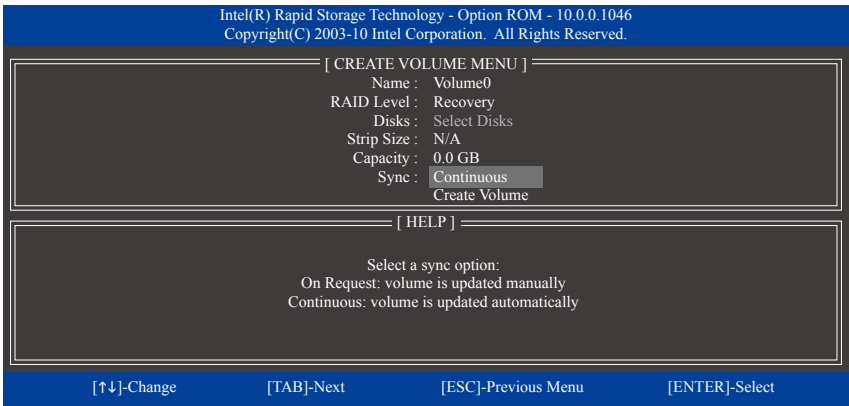 Intel(R) Rapid Storage Technology - Option ROM - 10.0.0.1046
Copyright(C) 2003-10 Intel Corporation. All Rights Reserved.
[ CREATE VOLUME MENU ]
Name : Volume0
RAID Level : Recovery
Disks : Select Disks
Strip Size : N/A
Capacity : 0.0 GB
Sync : Continuous
Create Volume
[ HELP ]
Select a sync option:
On Request: volume is updated manually
Continuous: volume is updated automatically
[↑↓]-Change [TAB]-Next [ESC]-Previous Menu [ENTER]-Select